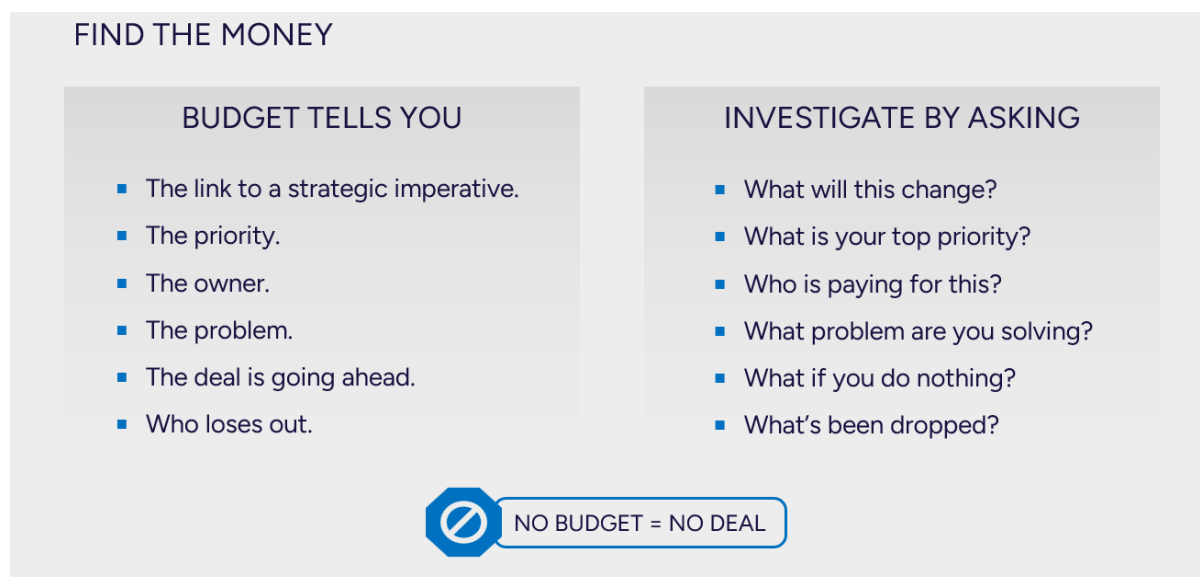 FIND THE MONEY
BUDGET TELLS YOU
The link to a strategic imperative.
The priority.
The owner.
The problem.
The deal is going ahead.
Who loses out.
INVESTIGATE BY ASKING
What will this change?
What is your top priority?
Who is paying for this?
What problem are you solving?
What if you do nothing?
What’s been dropped?
NO BUDGET = NO DEAL